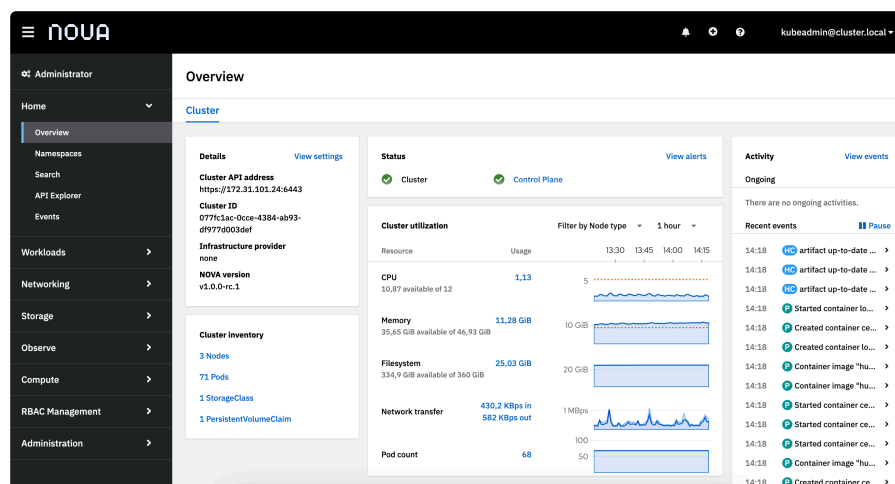 NOVA
kubeadmin@cluster.local
Administrator
Home
Overview
Namespaces
Search
API Explorer
Events
Workloads
Networking
Storage
Observe
Compute
RBAC Management
Administration
Overview
Cluster
Details View settings
Cluster API address
https://172.31.101.24:6443
Cluster ID
077fc1ac-0cce-4384-ab93-
df977d003def
Infrastructure provider
none
NOVA version
v1.0.0-rc.1
Cluster inventory
3 Nodes
71 Pods
1 StorageClass
1 PersistentVolumeClaim
Status View alerts
Cluster Control Plane
Cluster utilization Filter by Node type 1 hour
Resource Usage 13:30 13:45 14:00 14:15
CPU 1,13
10,87 available of 12
5
Memory 11,28 GiB
35,65 GiB available of 46,93 GiB
10 GiB
Filesystem 25,03 GiB
334,9 GiB available of 360 GiB
20 GiB
Network transfer 430,2 KBps in
582 KBps out
1 MBps
Pod count 68
100
50
Activity View events
Ongoing
There are no ongoing activities.
Recent events Pause
14:18 HC artifact up-to-date ...
14:18 HC artifact up-to-date ...
14:18 HC artifact up-to-date ...
14:18 P Started container lo...
14:18 P Created container ce...
14:18 P Created container lo...
14:18 P Container image "hu...
14:18 P Container image "hu...
14:18 P Started container ce...
14:18 P Started container ce...
14:18 P Started container ce...
14:18 P Container image "hu...
14:18 P Created container ce...